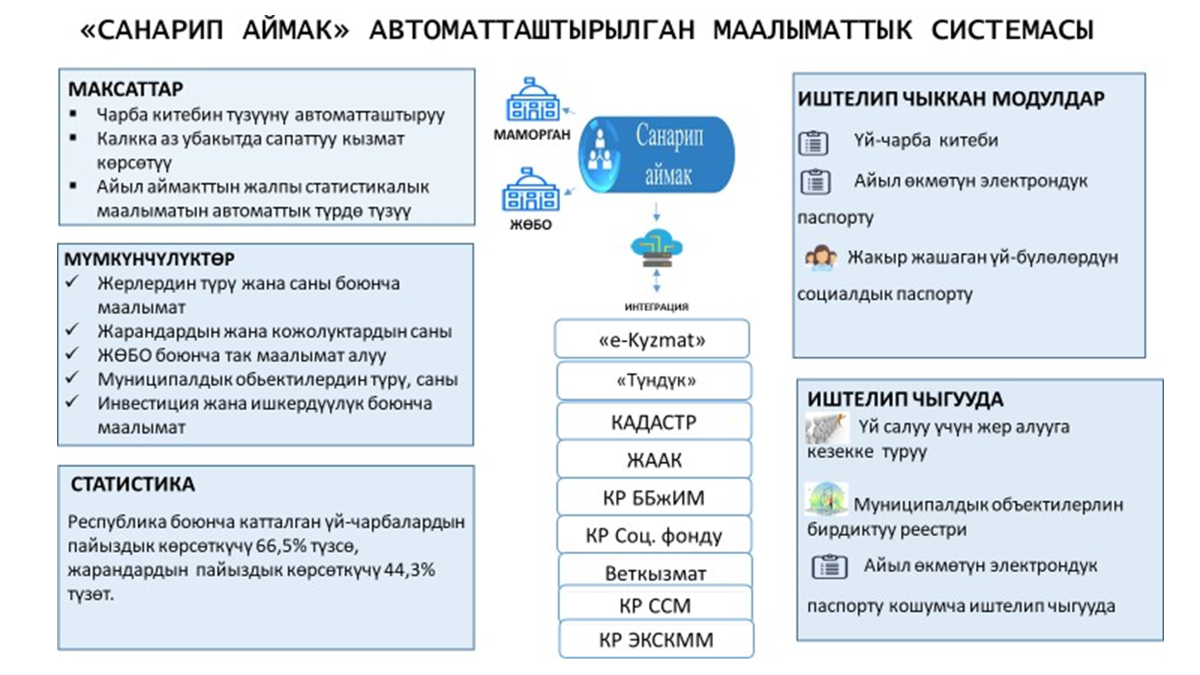 «САНАРИП АЙМАК» АВТОМАТТАШТЫРЫЛГАН МААЛЫМАТТЫК СИСТЕМАСЫ
МАКСАТТАР
▪ Чарба китебин түзүүнү автоматташтыруу
▪ Калкка аз убакытда сапаттуу кызмат
көрсөтүү
▪ Айыл аймакттын жалпы статистикалык
маалыматын автоматтык түрдө түзүү
МҮМКҮНЧҮЛҮКТӨР
✓ Жерлердин түрү жана саны боюнча
маалымат
✓ Жарандардын жана кожолуктардын саны
✓ ЖӨБО боюнча так маалымат алуу
✓ Муниципалдык обьектилердин түрү, саны
✓ Инвестиция жана ишкердүүлүк боюнча
маалымат
СТАТИСТИКА
Республика боюнча катталган үй-чарбалардын
пайыздык көрсөткүчү 66,5% түзсө,
жарандардын пайыздык көрсөткүчү 44,3%
түзөт.
МАМОРГАН
ЖӨБО
Санарип
аймак
ИНТЕГРАЦИЯ
«e-Kyzmat»
«Түндүк»
КАДАСТР
ЖААК
КР ББжИМ
КР Соц. фонду
Веткызмат
КР ССМ
КР ЭКСКММ
ИШТЕЛИП ЧЫККАН МОДУЛДАР
Үй-чарба китеби
Айыл өкмөтүн электрондук
паспорту
Жакыр жашаган үй-бүлөлөрдүн
социалдык паспорту
ИШТЕЛИП ЧЫГУУДА
Үй салуу үчүн жер алууга
кезекке туруу
Муниципалдык объектилерлин
бирдиктуу реестри
Айыл өкмөтүн электрондук
паспорту кошумча иштелип чыгууда